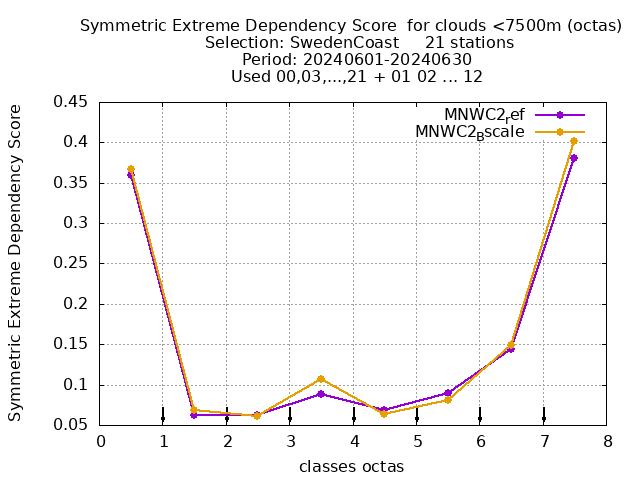 Symmetric Extreme Dependency Score  for clouds <7500m (octas)
Selection: SwedenCoast     21 stations
Period: 20240601-20240630
Used 00,03,...,21 + 01 02 ... 12
MNWC2ref
MNWC2Bscale
Symmetric Extreme Dependency Score
0.45
0.4
0.35
0.3
0.25
0.2
0.15
0.1
0.05
0 1 2 3 4 5 6 7 8
classes octas